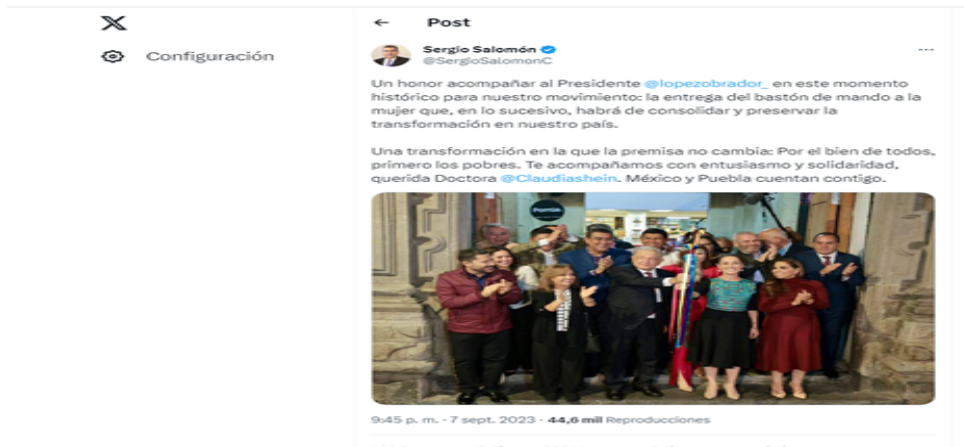 Post
Configuración
Sergio Salomón
@SergioSalomonC
Un honor acompañar al Presidente @lopezobrador_ en este momento
histórico para nuestro movimiento: la entrega del bastón de mando a la
mujer que, en lo sucesivo, habrá de consolidar y preservar la
transformación en nuestro país.
Una transformación en la que la premisa no cambia: Por el bien de todos,
primero los pobres. Te acompañamos con entusiasmo y solidaridad,
querida Doctora @Claudiashein. México y Puebla cuentan contigo.
9:45 p. m. · 7 sept. 2023 · 44,6 mil Reproducciones